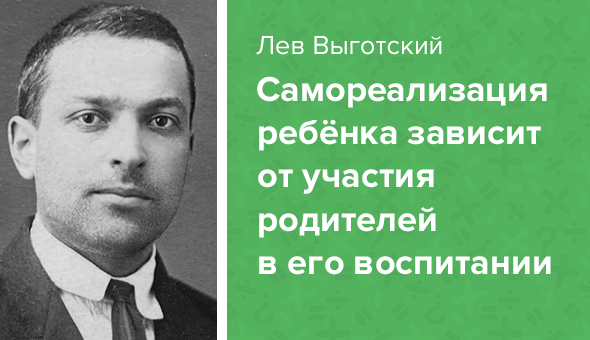 Лев Выготский
Самореализация
ребёнка зависит
от участия
родителей
в его воспитании